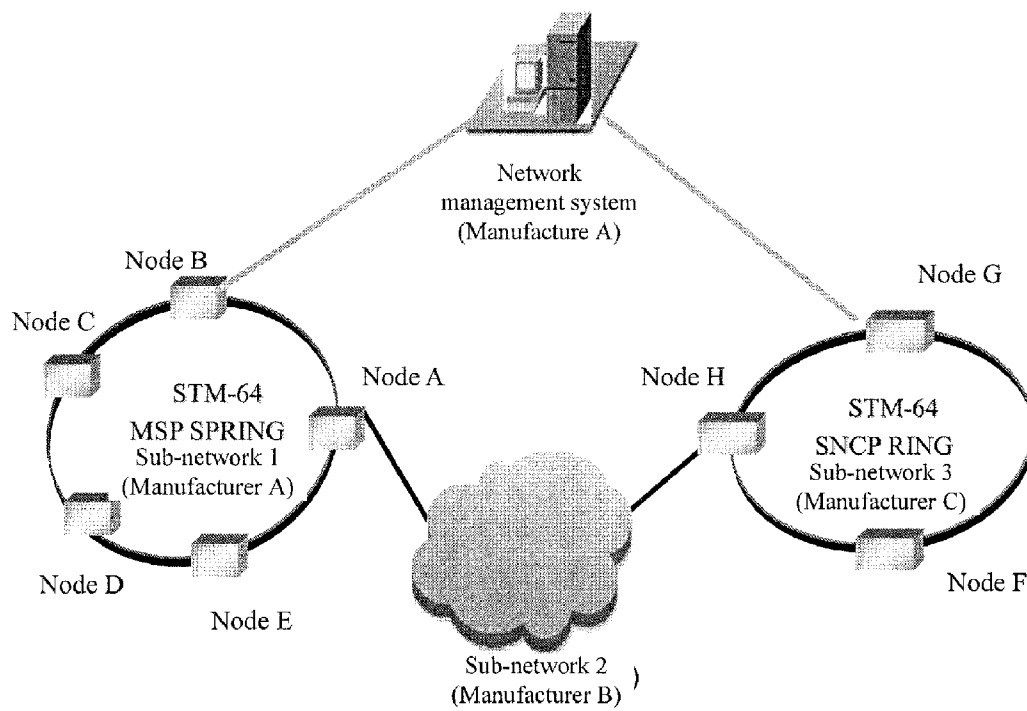 Network
management system
(Manufacture A)
Node B
Node G
Node C
Node A
Node H
STM-64
MSP SPRING
Sub-network 1
(Manufacturer A)
STM-64
SNCP RING
Sub-network 3
(Manufacturer C)
Node D
Node E
Node F
Sub-network 2
(Manufacturer B)
)